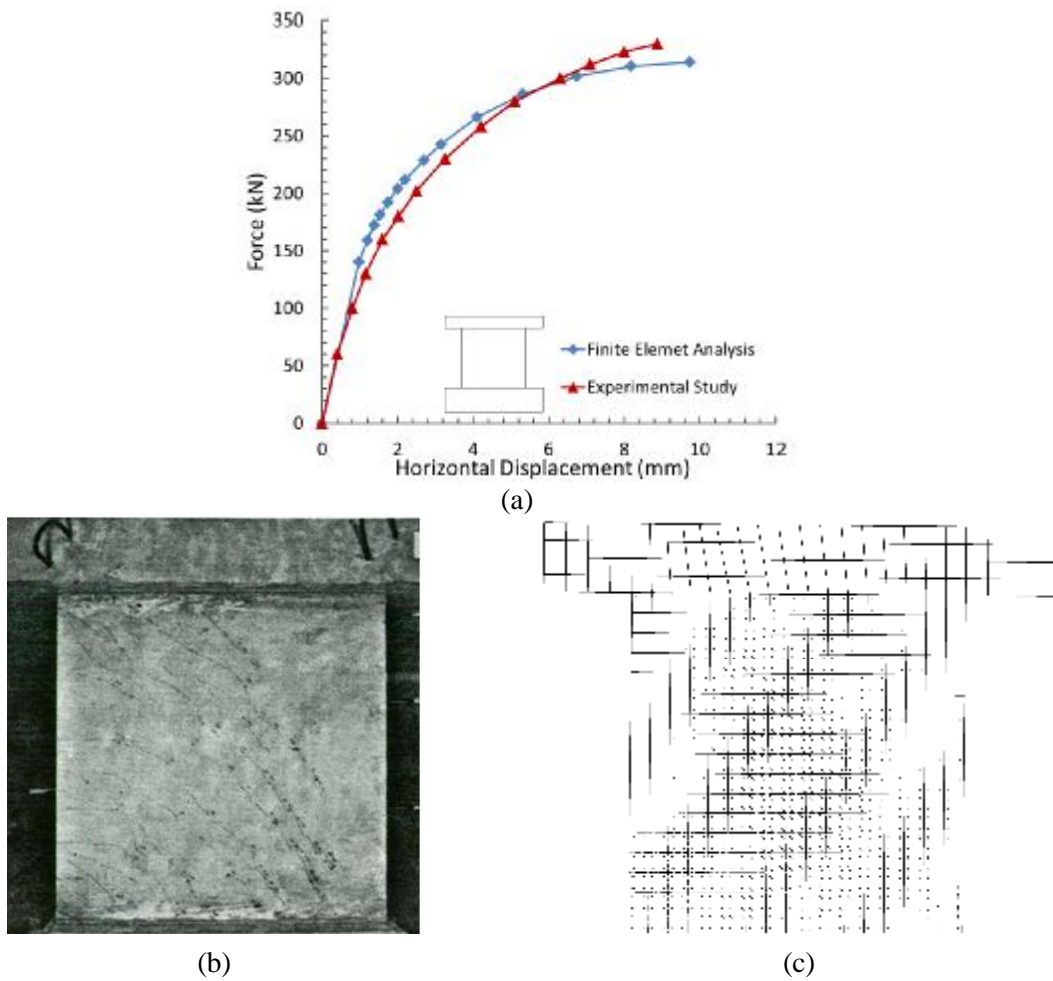 350
300
250
200
150
100
50
0
Force (kN)
Finite Elemet Analysis
Experimental Study
0 2 4 6 8 10 12
Horizontal Displacement (mm)
(a)
(b) (c)